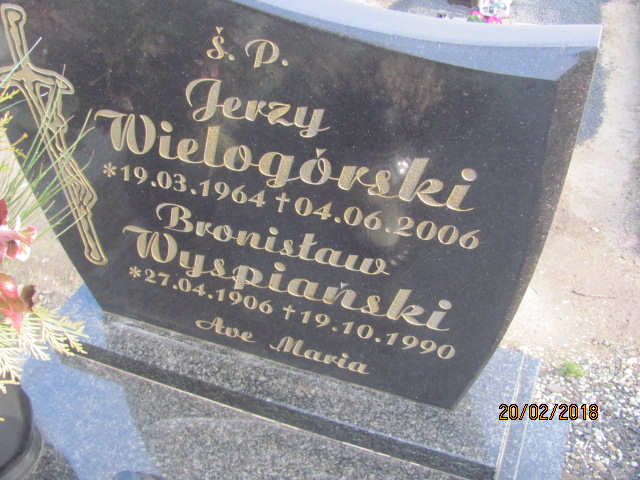 Ś. P.
Jerzy
Wielogórski
*19.03.1964 †04.06.2006
Bronisław
Wyspiański
*27.04.1906 †19.10.1990
Ave Maria
20/02/2018